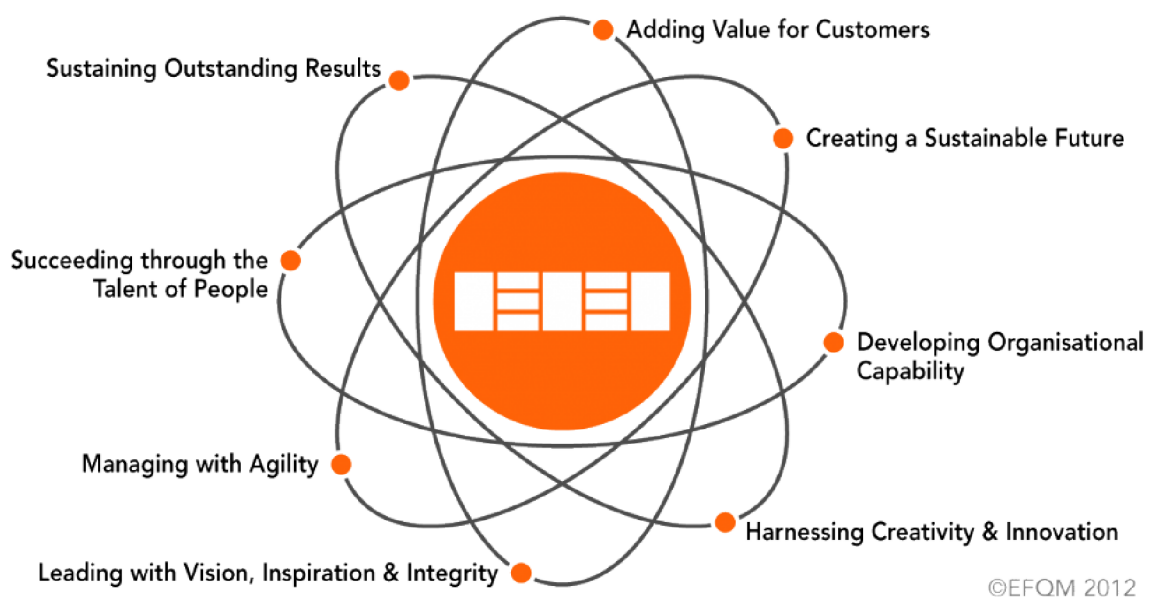 Adding Value for Customers
Sustaining Outstanding Results
Creating a Sustainable Future
Succeeding through the
Talent of People
Developing Organisational
Capability
Managing with Agility
Harnessing Creativity & Innovation
Leading with Vision, Inspiration & Integrity
©EFQM 2012